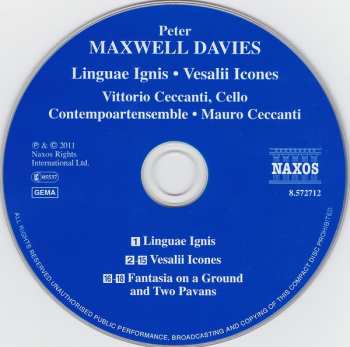 Peter
MAXWELL DAVIES
Linguae Ignis • Vesalii Icones
Vittorio Ceccanti, Cello
Contempoartensemble • Mauro Ceccanti
℗ & © 2011
Naxos Rights
International Ltd.
GEMA
NAXOS
8.572712
1 Linguae Ignis
2-15 Vesalii Icones
16-18 Fantasia on a Ground
and Two Pavans
ALL RIGHTS RESERVED. UNAUTHORISED PUBLIC PERFORMANCE, BROADCASTING AND COPYING OF THIS COMPACT DISC PROHIBITED